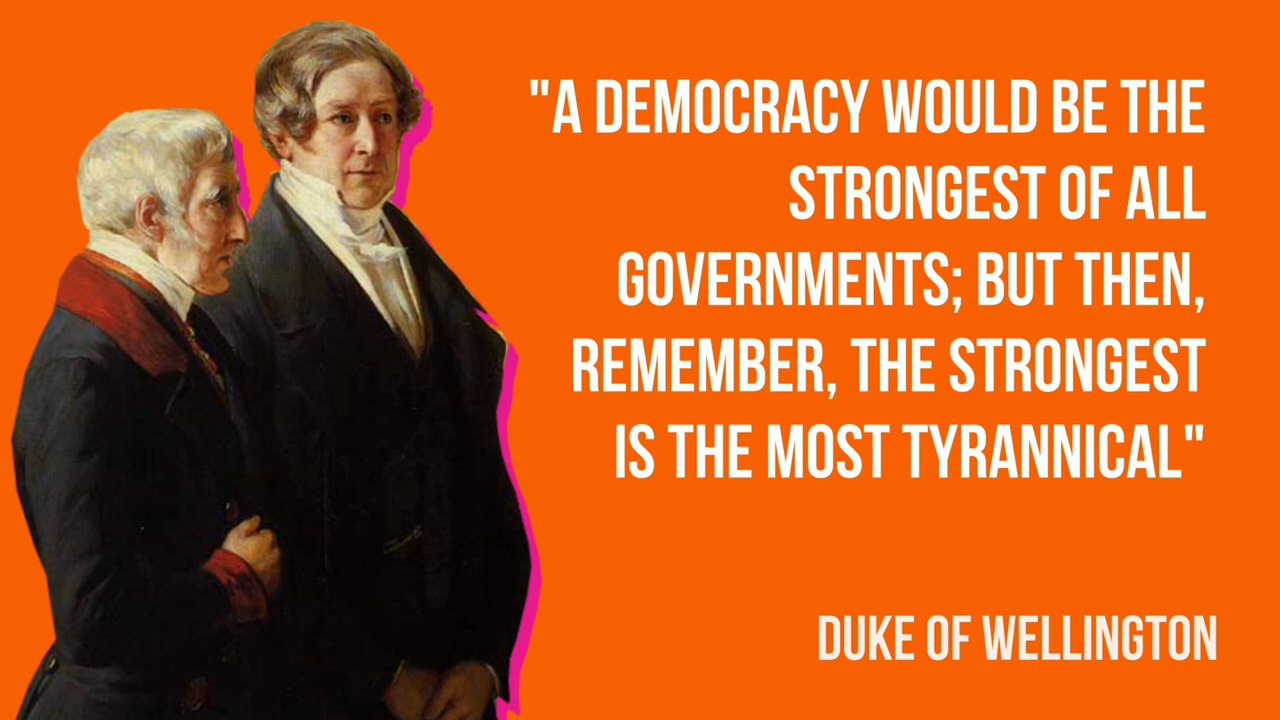 "A DEMOCRACY WOULD BE THE
STRONGEST OF ALL
GOVERNMENTS; BUT THEN,
REMEMBER, THE STRONGEST
IS THE MOST TYRANNICAL"
DUKE OF WELLINGTON